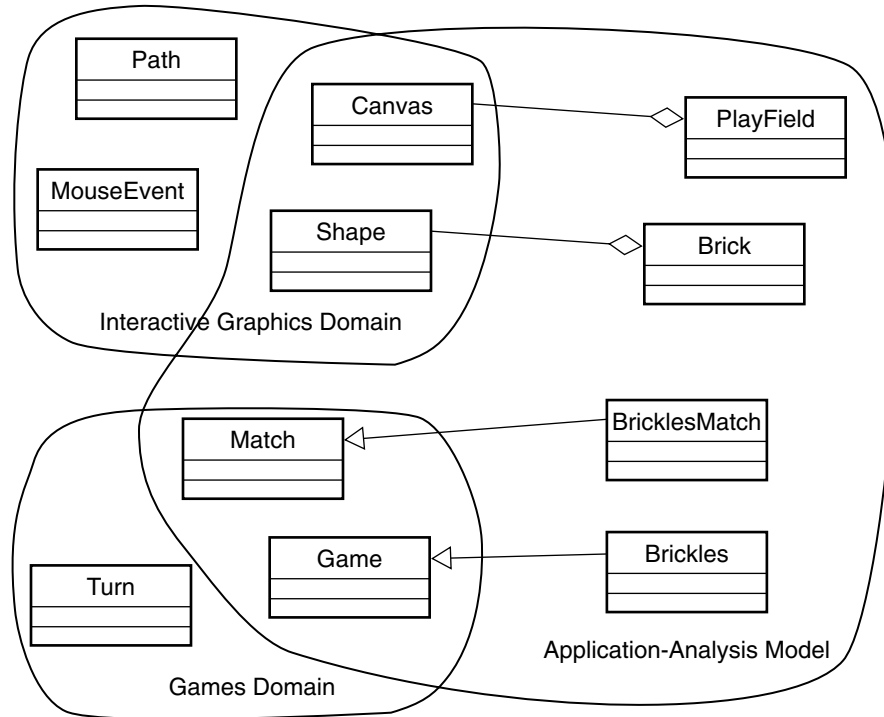 Path
Canvas
PlayField
MouseEvent
Shape
Brick
Interactive Graphics Domain
Match
BricklesMatch
Game
Brickles
Turn
Application-Analysis Model
Games Domain